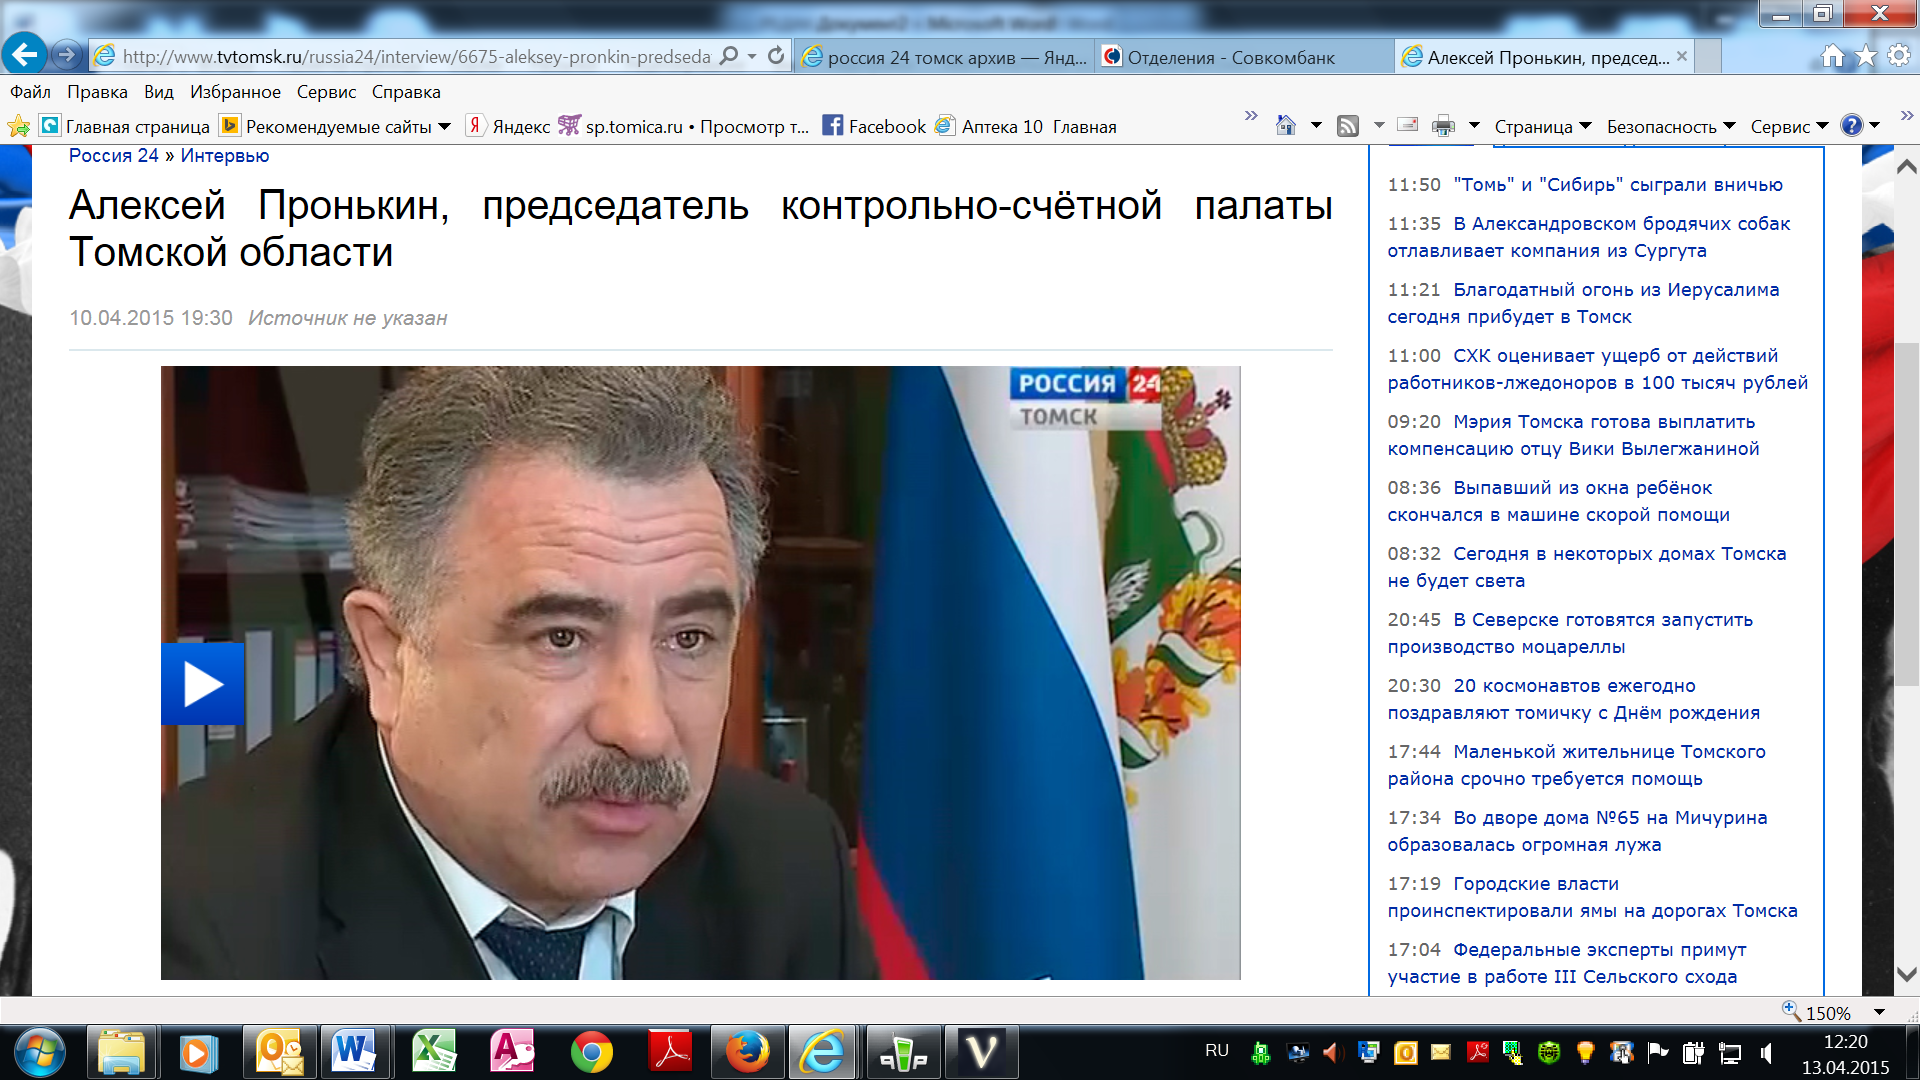 http://www.tvtomsk.ru/russia24/interview/6675-aleksey-pronkin-predseda
россия 24 томск архив — Янд...
Отделения - Совкомбанк
Алексей Пронькин, председ...
Файл Правка Вид Избранное Сервис Справка
Главная страница Рекомендуемые сайты Яндекс sp.tomica.ru • Просмотр т... Facebook Аптека 10 Главная
Страница Безопасность Сервис
Россия 24 » Интервью
Алексей Пронькин, председатель контрольно-счётной палаты
Томской области
10.04.2015 19:30 Источник не указан
РОССИЯ 24
ТОМСК
11:50 "Томь" и "Сибирь" сыграли вничью
11:35 В Александровском бродячих собак
отлавливает компания из Сургута
11:21 Благодатный огонь из Иерусалима
сегодня прибудет в Томск
11:00 СХК оценивает ущерб от действий
работников-лжедоноров в 100 тысяч рублей
09:20 Мэрия Томска готова выплатить
компенсацию отцу Вики Вылегжаниной
08:36 Выпавший из окна ребёнок
скончался в машине скорой помощи
08:32 Сегодня в некоторых домах Томска
не будет света
20:45 В Северске готовятся запустить
производство моцареллы
20:30 20 космонавтов ежегодно
поздравляют томичку с Днём рождения
17:44 Маленькой жительнице Томского
района срочно требуется помощь
17:34 Во дворе дома №65 на Мичурина
образовалась огромная лужа
17:19 Городские власти
проинспектировали ямы на дорогах Томска
17:04 Федеральные эксперты примут
участие в работе III Сельского схода
150%
RU
12:20
13.04.2015